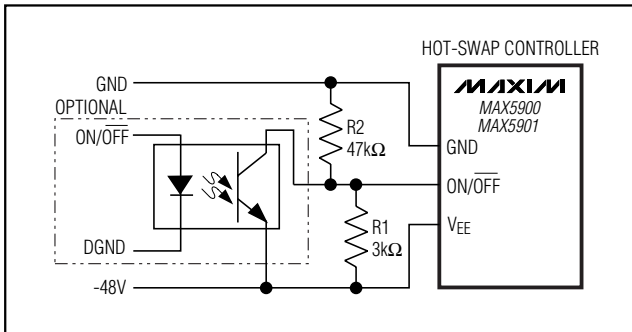 HOT-SWAP CONTROLLER
MAXIM
MAX5900
MAX5901
GND
OPTIONAL
ON/OFF
DGND
-48V
R2
47kΩ
R1
3kΩ
GND
ON/OFF
VEE